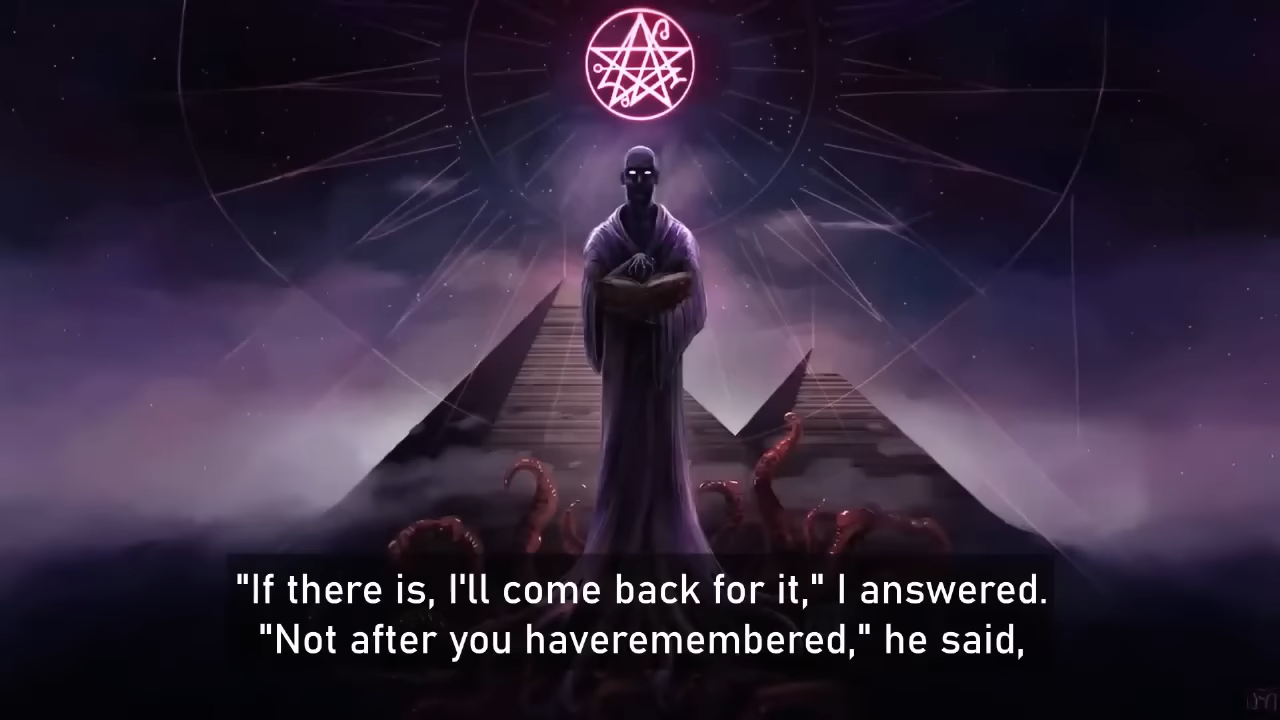 "If there is, I'll come back for it," I answered.
"Not after you haveremembered," he said,